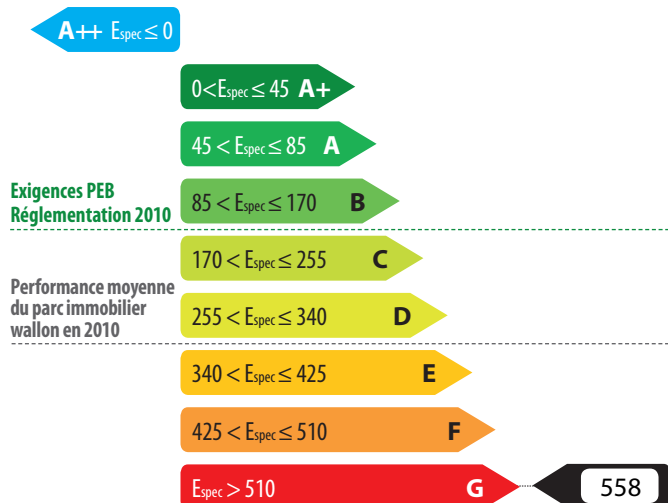 A++ Espec ≤ 0
0<Espec ≤ 45 A+
45 < Espec ≤ 85 A
Exigences PEB
Réglementation 2010
85 < Espec ≤ 170 B
170 < Espec ≤ 255 C
Performance moyenne
du parc immobilier
wallon en 2010
255 < Espec ≤ 340 D
340 < Espec ≤ 425 E
425 < Espec ≤ 510 F
Espec > 510 G
558